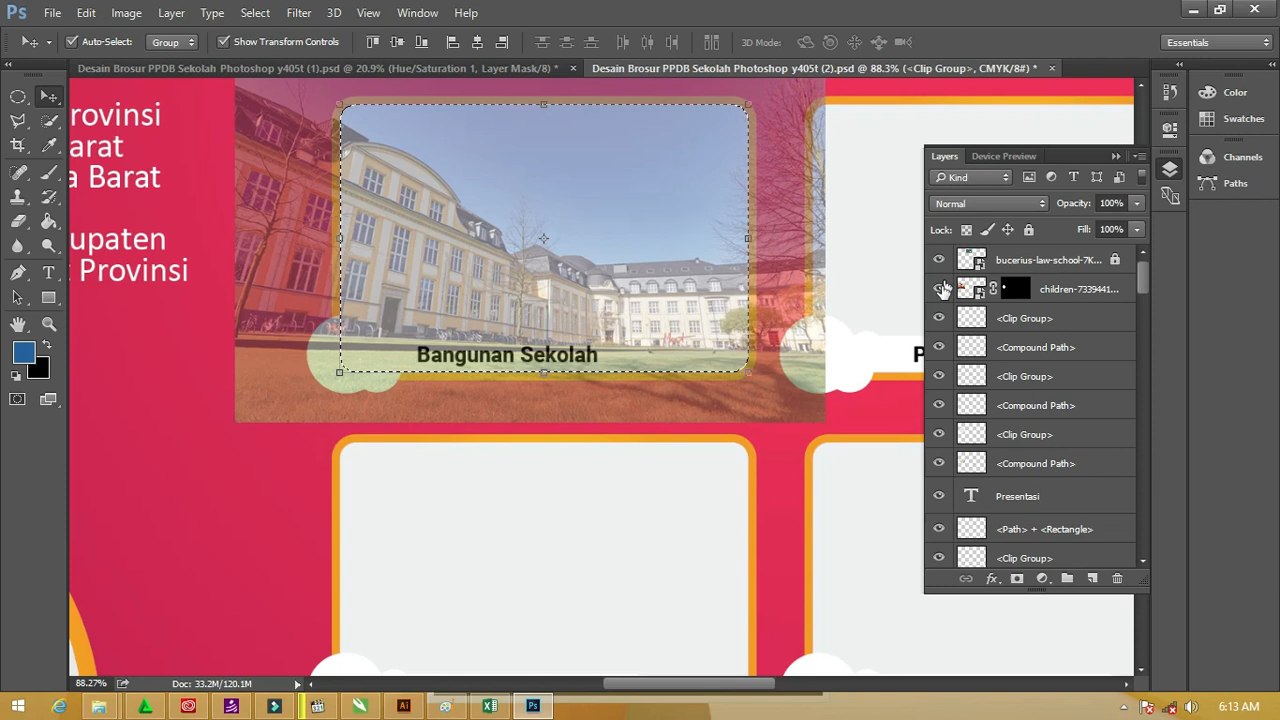 Ps File Edit Image Layer Type Select Filter 3D View Window Help
Auto-Select: Group Show Transform Controls 3D Mode: Essentials
Desain Brosur PPDB Sekolah Photoshop y405t (1).psd @ 20.9% (Hue/Saturation 1, Layer Mask/8) * ×
Desain Brosur PPDB Sekolah Photoshop y405t (2).psd @ 88.3% (<Clip Group>, CMYK/8#) * ×
rovinsi
arat
a Barat
upaten
Provinsi
Bangunan Sekolah
P
Layers Device Preview
Kind
Normal Opacity: 100%
Lock: Fill: 100%
bucerius-law-school-7K...
children-7339441...
<Clip Group>
<Compound Path>
<Clip Group>
<Compound Path>
<Clip Group>
<Compound Path>
T Presentasi
<Path> + <Rectangle>
<Clip Group>
fx
Color
Swatches
Channels
Paths
88.27% Doc: 33.2M/120.1M
6:13 AM